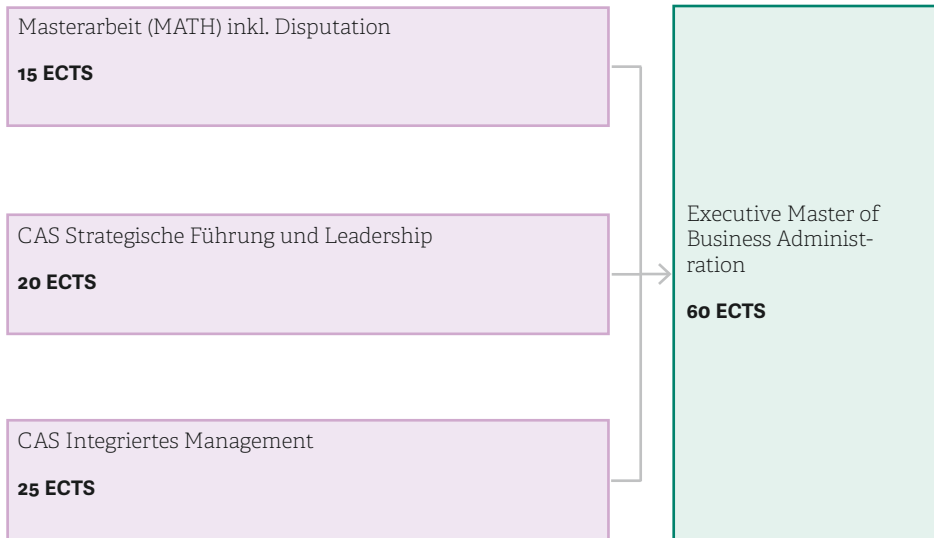 Masterarbeit (MATH) inkl. Disputation
15 ECTS
CAS Strategische Führung und Leadership
20 ECTS
CAS Integriertes Management
25 ECTS
Executive Master of
Business Administ-
ration
60 ECTS